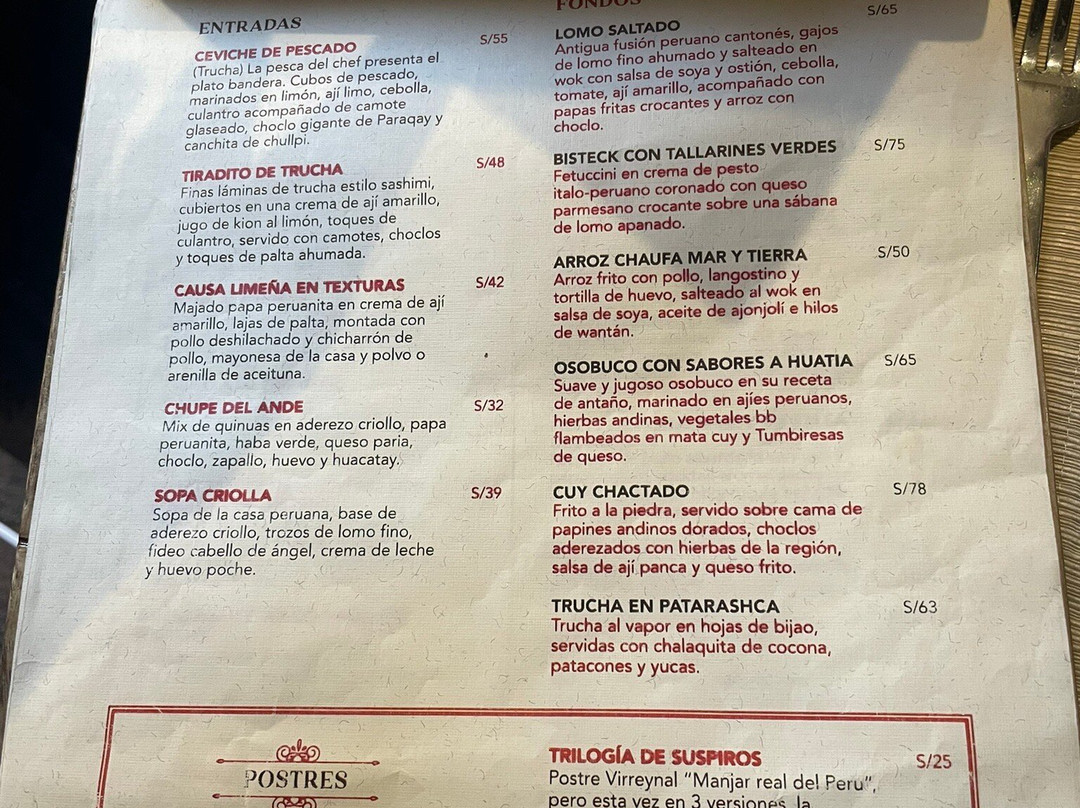 ENTRADAS
CEVICHE DE PESCADO S/55
(Trucha) La pesca del chef presenta el
plato bandera. Cubos de pescado,
marinados en limón, ají limo, cebolla,
culantro acompañado de camote
glaseado, choclo gigante de Paraqay y
canchita de chullpi.
TIRADITO DE TRUCHA S/48
Finas láminas de trucha estilo sashimi,
cubiertos en una crema de ají amarillo,
jugo de kion al limón, toques de
culantro, servido con camotes, choclos
y toques de palta ahumada.
CAUSA LIMEÑA EN TEXTURAS S/42
Majado papa peruanita en crema de ají
amarillo, lajas de palta, montada con
pollo deshilachado y chicharrón de
pollo, mayonesa de la casa y polvo o
arenilla de aceituna.
CHUPE DEL ANDE S/32
Mix de quinuas en aderezo criollo, papa
peruanita, haba verde, queso paria,
choclo, zapallo, huevo y huacatay.
SOPA CRIOLLA S/39
Sopa de la casa peruana, base de
aderezo criollo, trozos de lomo fino,
fideo cabello de ángel, crema de leche
y huevo poche.
FONDOS
LOMO SALTADO S/65
Antigua fusión peruano cantonés, gajos
de lomo fino ahumado y salteado en
wok con salsa de soya y ostión, cebolla,
tomate, ají amarillo, acompañado con
papas fritas crocantes y arroz con
choclo.
BISTECK CON TALLARINES VERDES S/75
Fetuccini en crema de pesto
italo-peruano coronado con queso
parmesano crocante sobre una sábana
de lomo apanado.
ARROZ CHAUFA MAR Y TIERRA S/50
Arroz frito con pollo, langostino y
tortilla de huevo, salteado al wok en
salsa de soya, aceite de ajonjolí e hilos
de wantán.
OSOBUCO CON SABORES A HUATIA S/65
Suave y jugoso osobuco en su receta
de antaño, marinado en ajíes peruanos,
hierbas andinas, vegetales bb
flambeados en mata cuy y Tumbiresas
de queso.
CUY CHACTADO S/78
Frito a la piedra, servido sobre cama de
papines andinos dorados, choclos
aderezados con hierbas de la región,
salsa de ají panca y queso frito.
TRUCHA EN PATARASHCA S/63
Trucha al vapor en hojas de bijao,
servidas con chalaquita de cocona,
patacones y yucas.
POSTRES
TRILOGÍA DE SUSPIROS S/25
Postre Virreynal "Manjar real del Peru",
pero esta vez en 3 versiones, la